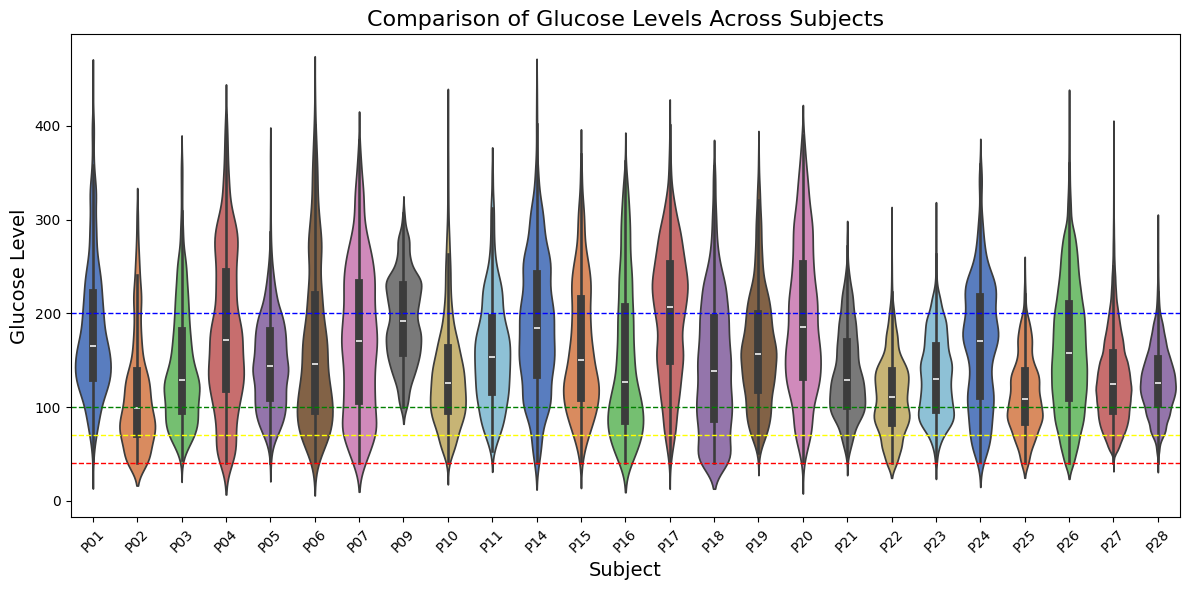 Comparison of Glucose Levels Across Subjects
Glucose Level
400
300
200
100
0
P01 P02 P03 P04 P05 P06 P07 P09 P10 P11 P14 P15 P16 P17 P18 P19 P20 P21 P22 P23 P24 P25 P26 P27 P28
Subject